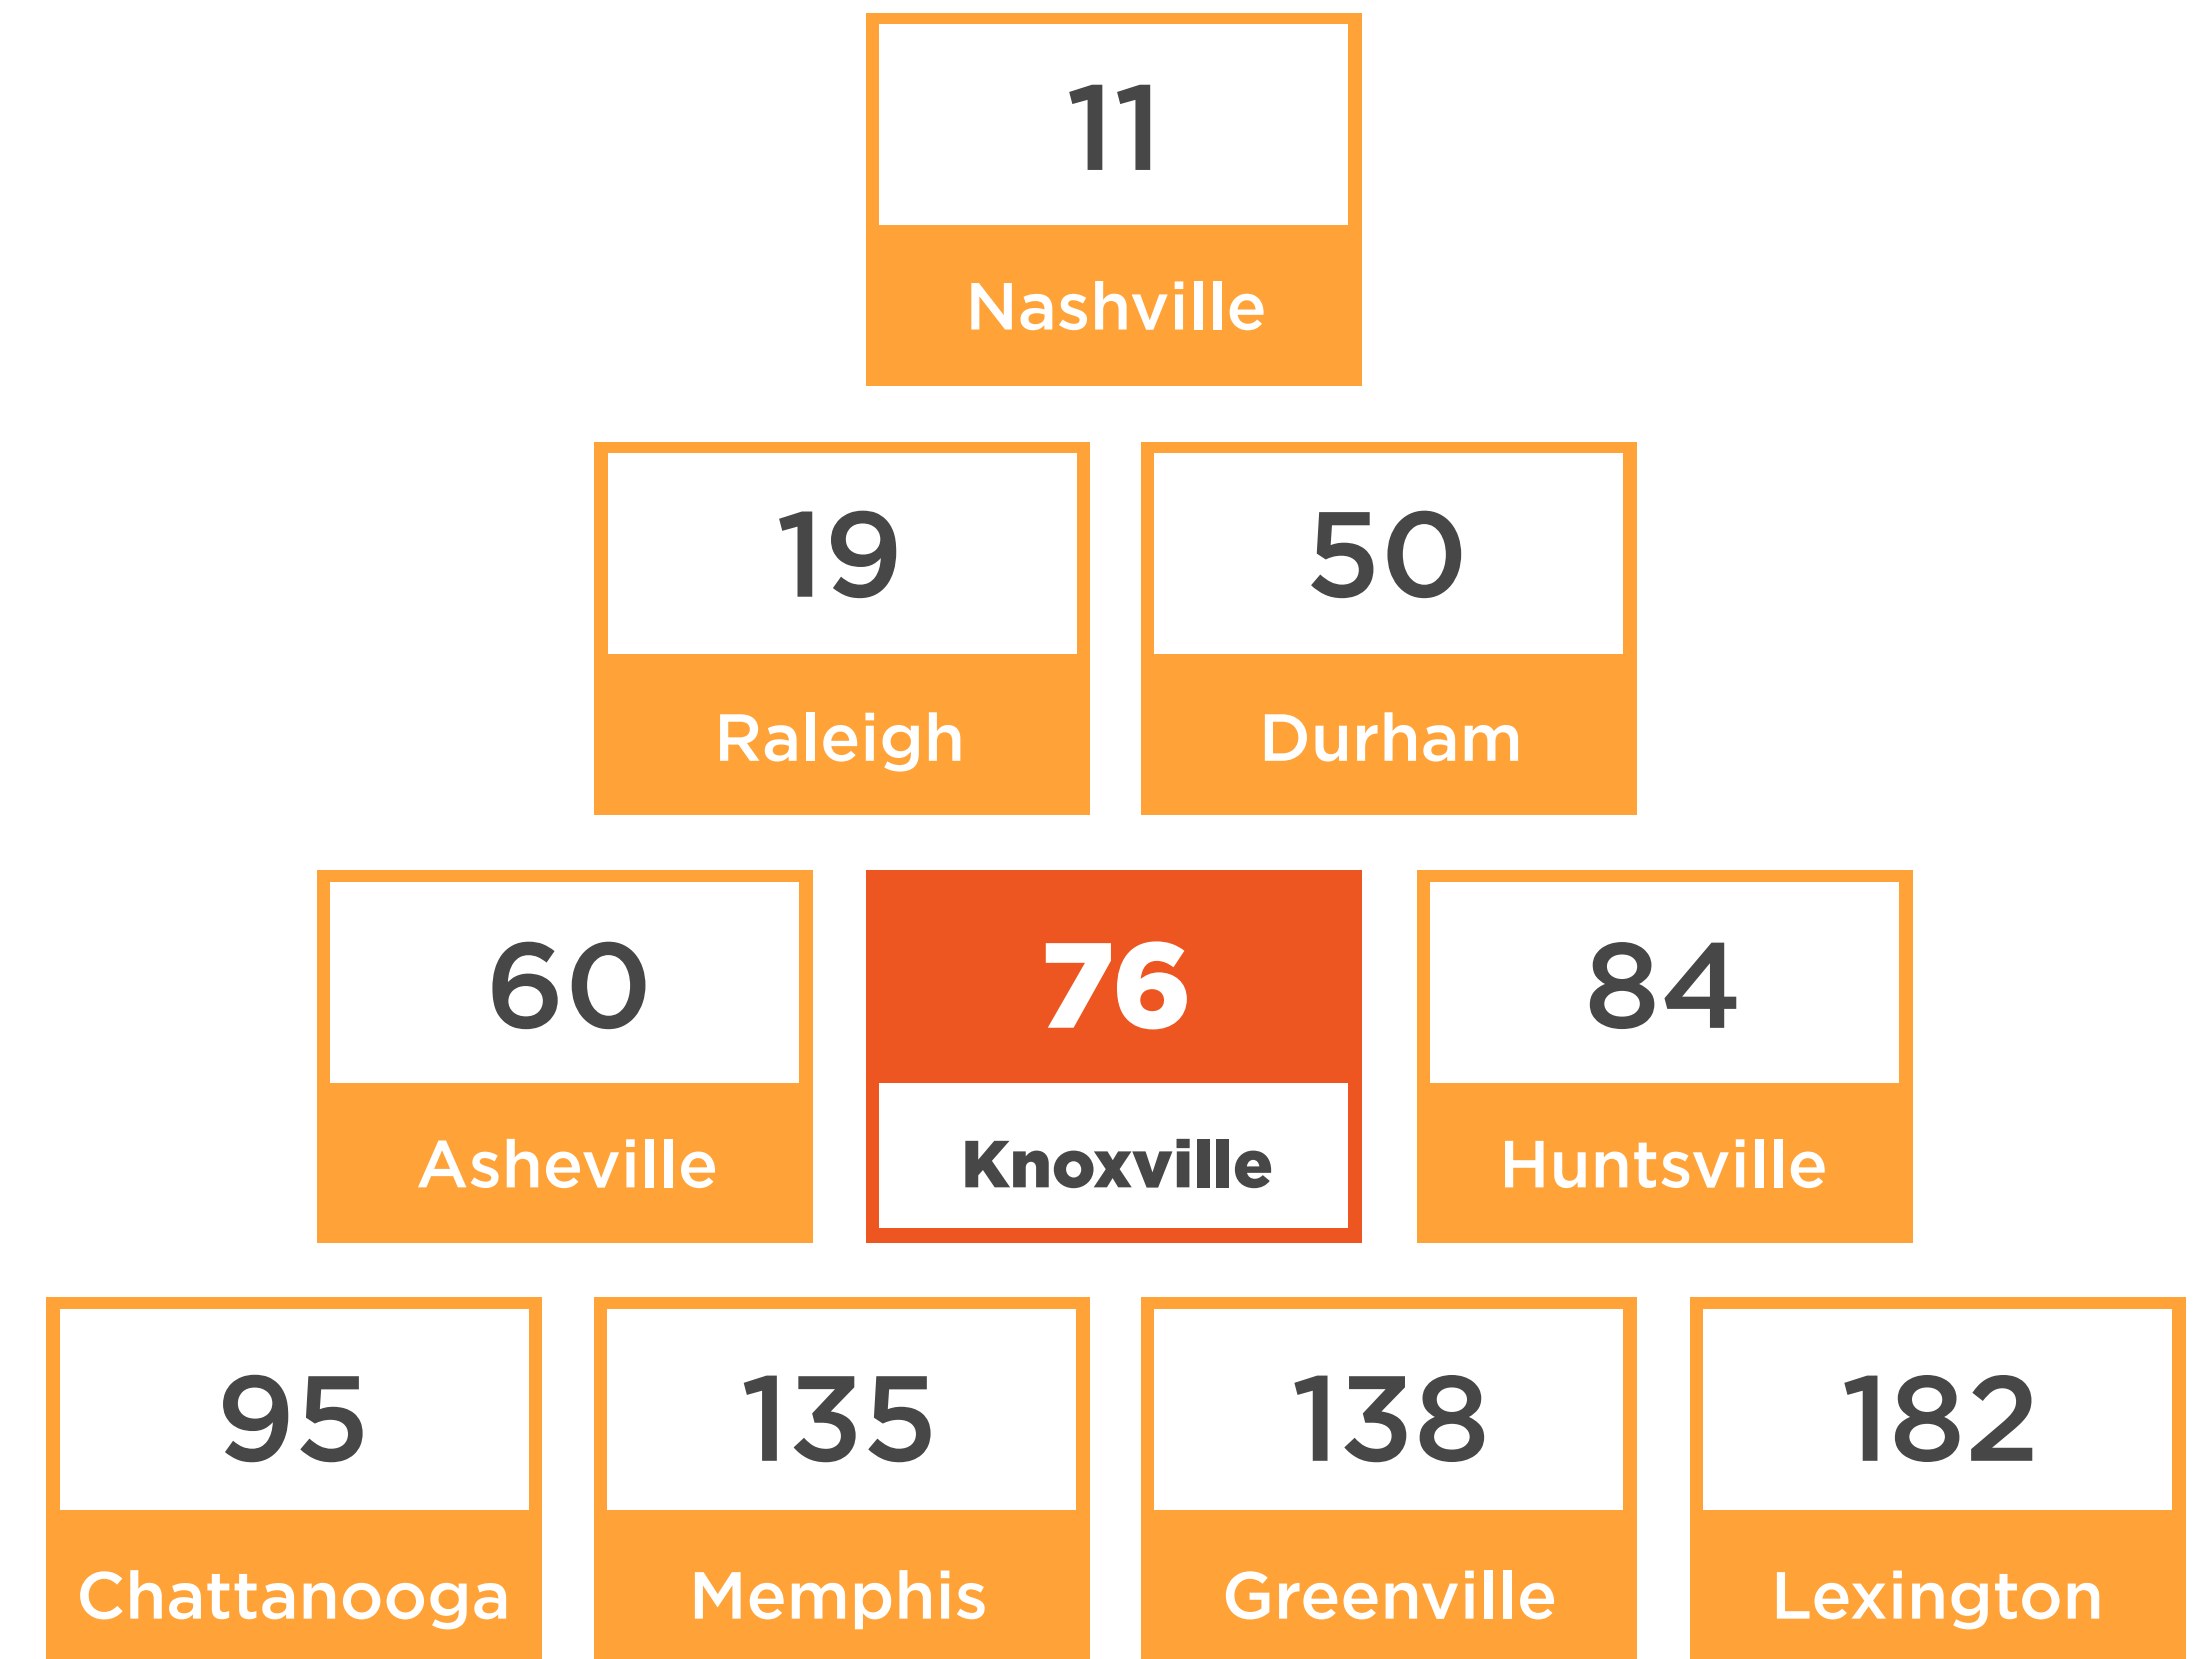 11
Nashville
19
Raleigh
50
Durham
60
Asheville
76
Knoxville
84
Huntsville
95
Chattanooga
135
Memphis
138
Greenville
182
Lexington